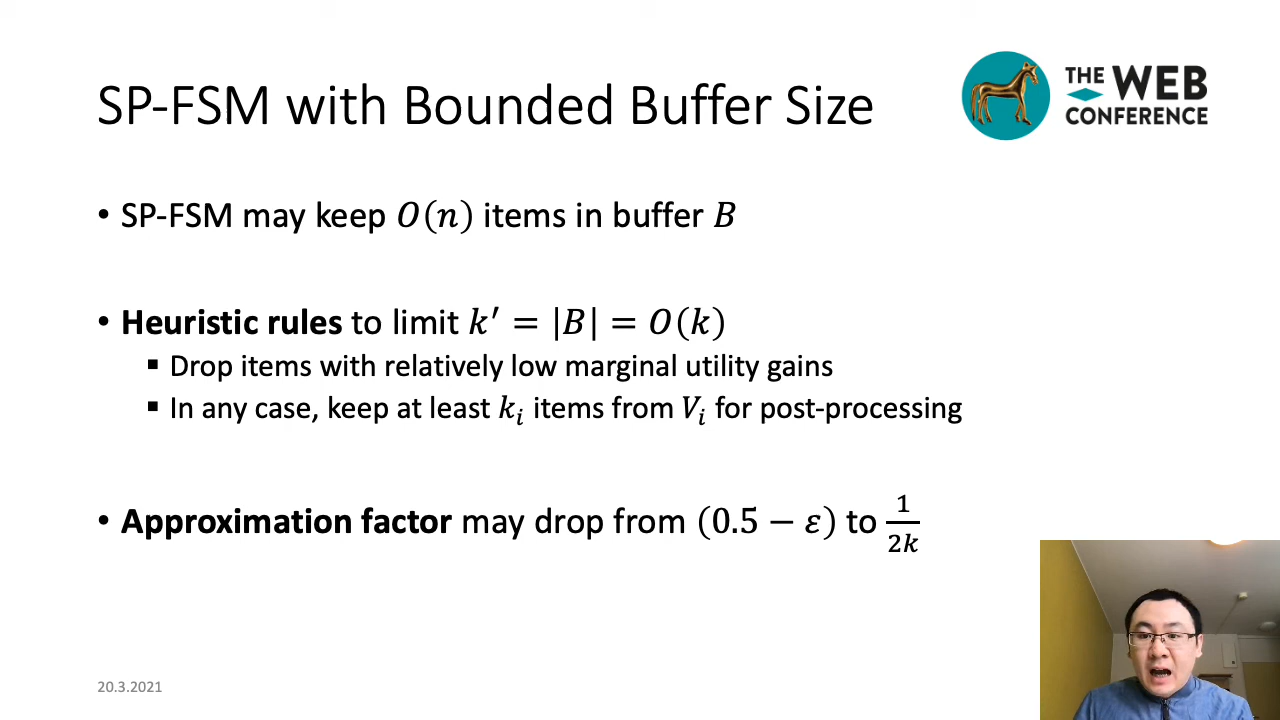 SP-FSM with Bounded Buffer Size
THE WEB
CONFERENCE
• SP-FSM may keep O(n) items in buffer B
• Heuristic rules to limit k′ = |B| = O(k)
▪ Drop items with relatively low marginal utility gains
▪ In any case, keep at least kᵢ items from Vᵢ for post-processing
• Approximation factor may drop from (0.5 − ε) to 1/2k
20.3.2021